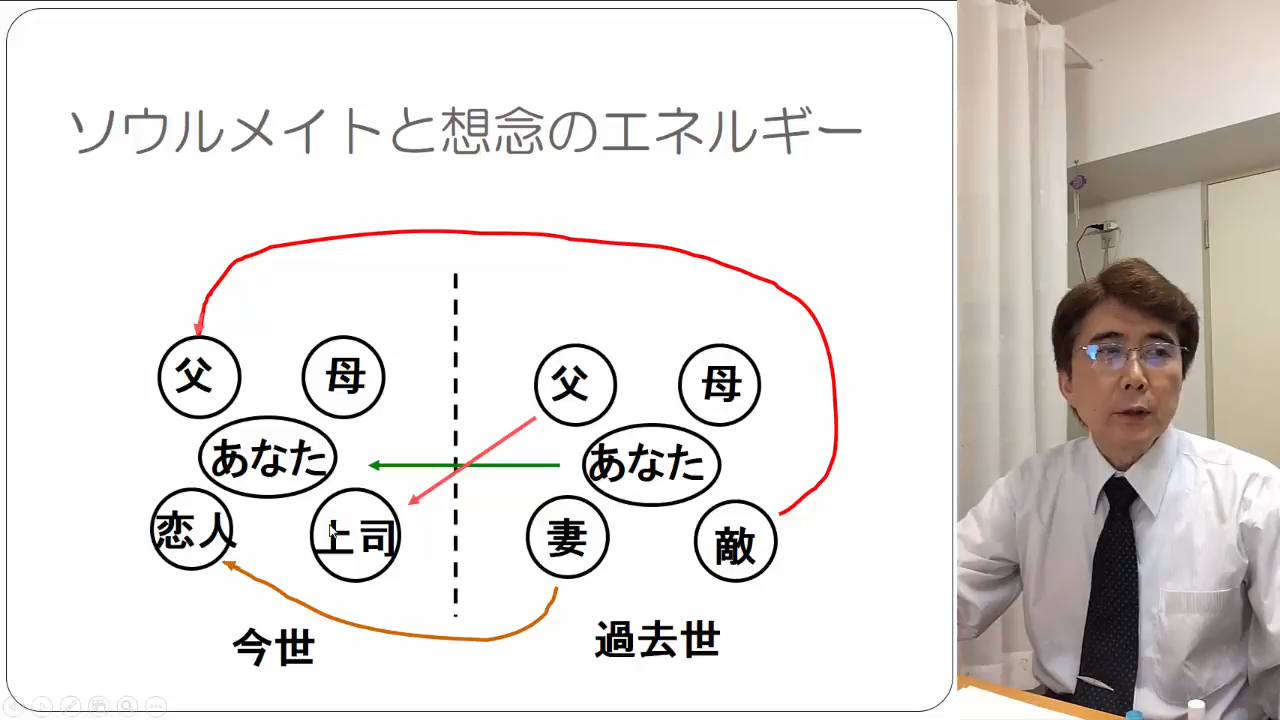 ソウルメイトと想念のエネルギー
父
母
あなた
恋人
上司
今世
父
母
あなた
妻
敵
過去世